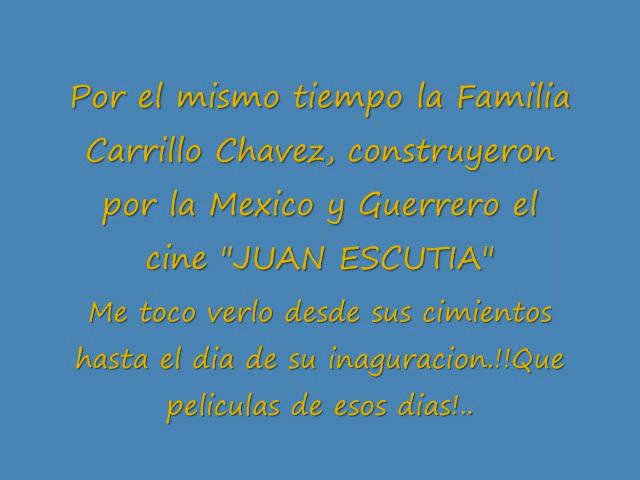 Por el mismo tiempo la Familia
Carrillo Chavez, construyeron
por la Mexico y Guerrero el
cine "JUAN ESCUTIA"
Me toco verlo desde sus cimientos
hasta el dia de su inaguracion.!!Que
peliculas de esos dias!..